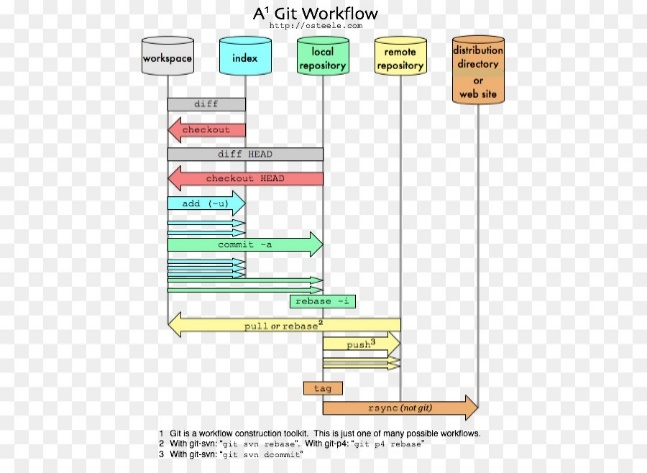 A¹ Git Workflow
http://osteele.com
workspace
index
local
repository
remote
repository
distribution
directory
or
web site
diff
checkout
diff HEAD
checkout HEAD
add (-u)
commit -a
rebase -i
pull or rebase²
push³
tag
rsync (not git)
1 Git is a workflow construction toolkit. This is just one of many possible workflows.
2 With git-svn: "git svn rebase". With git-p4: "git p4 rebase"
3 With git-svn: "git svn dcommit"